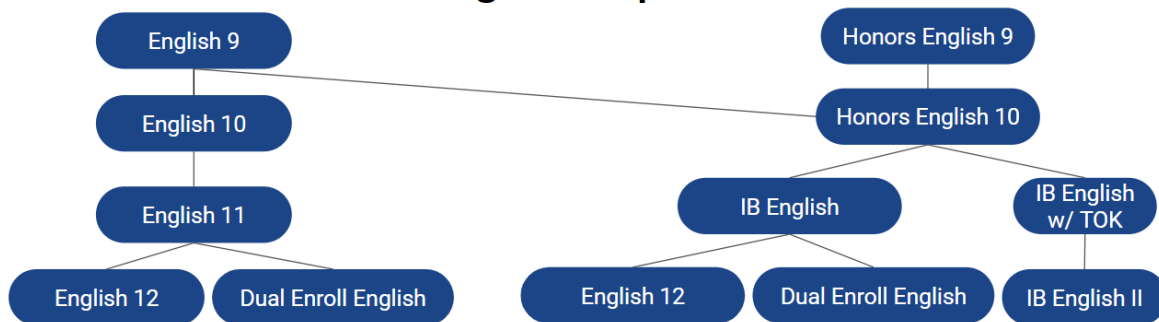 English 9
Honors English 9
English 10
Honors English 10
English 11
IB English
IB English
w/ TOK
English 12
Dual Enroll English
English 12
Dual Enroll English
IB English II